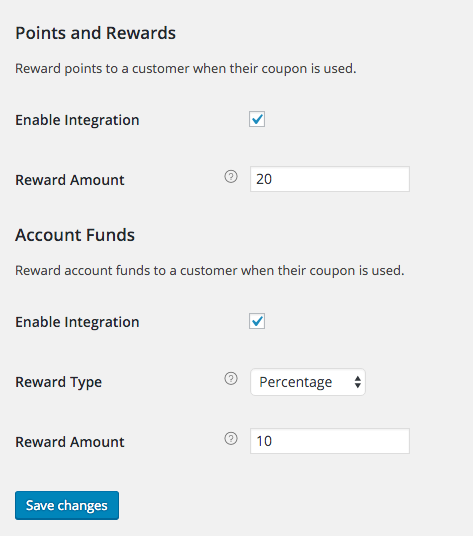 Points and Rewards
Reward points to a customer when their coupon is used.
Enable Integration
Reward Amount ? 20
Account Funds
Reward account funds to a customer when their coupon is used.
Enable Integration
Reward Type ? Percentage
Reward Amount ? 10
Save changes